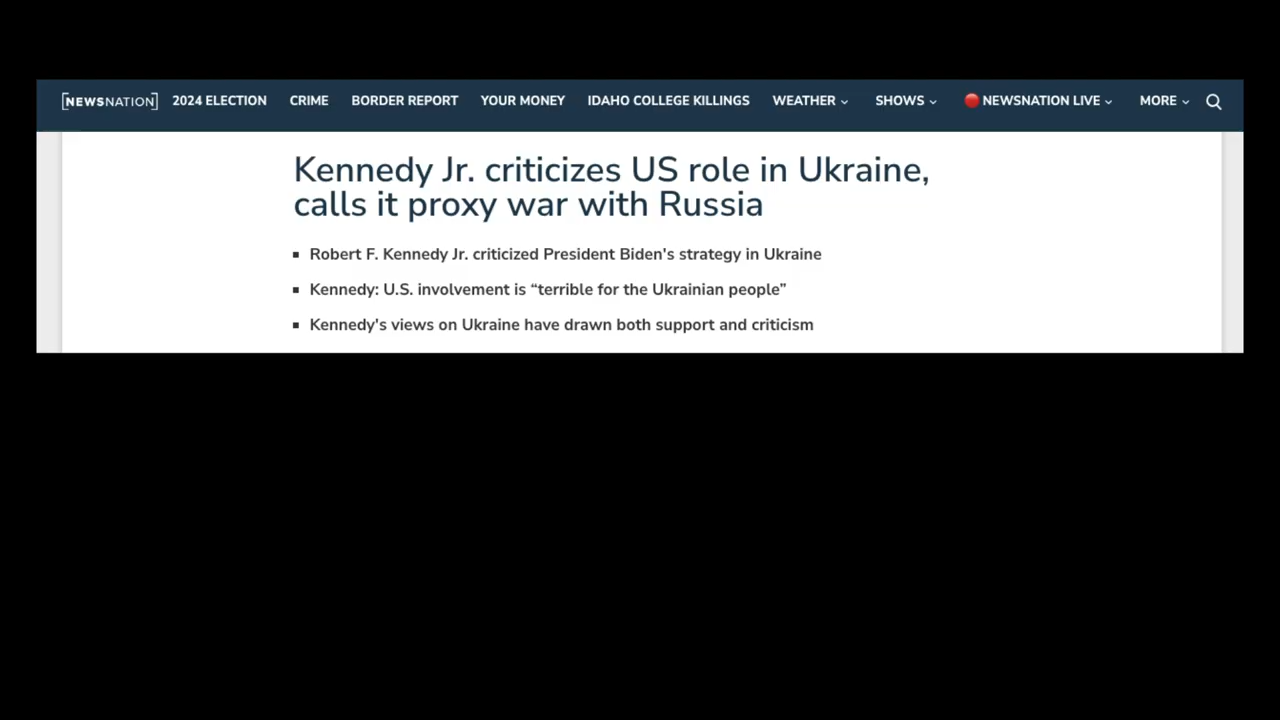 [NEWSNATION] 2024 ELECTION CRIME BORDER REPORT YOUR MONEY IDAHO COLLEGE KILLINGS WEATHER SHOWS NEWSNATION LIVE MORE
Kennedy Jr. criticizes US role in Ukraine,
calls it proxy war with Russia
▪ Robert F. Kennedy Jr. criticized President Biden's strategy in Ukraine
▪ Kennedy: U.S. involvement is “terrible for the Ukrainian people”
▪ Kennedy's views on Ukraine have drawn both support and criticism